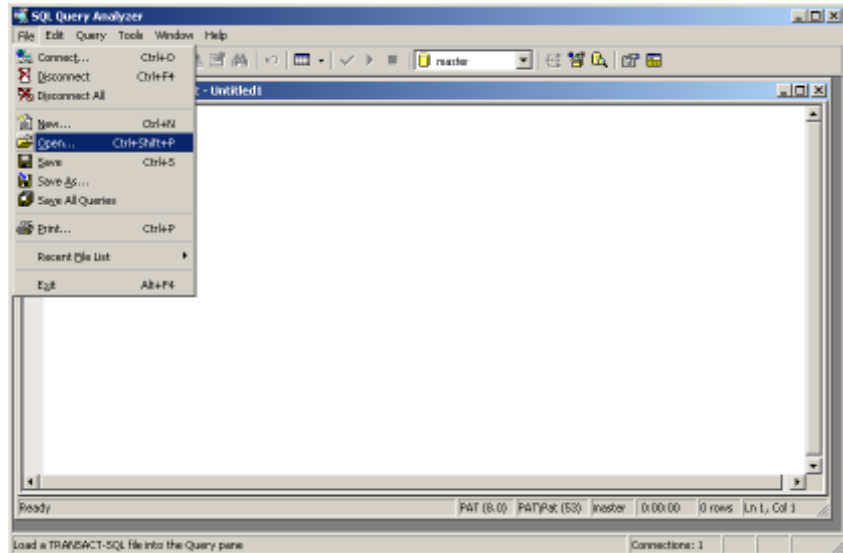 SQL Query Analyzer
File Edit Query Tools Window Help
Connect... Ctrl+O
Disconnect Ctrl+F4
Disconnect All
master
- Untitled1
New... Ctrl+N
Open... Ctrl+Shift+P
Save Ctrl+S
Save As...
Save All Queries
Print... Ctrl+P
Recent File List
Exit Alt+F4
Ready PAT (8.0) PAT\Pat (53) master 0:00:00 0 rows Ln 1, Col 1
Load a TRANSACT-SQL file into the Query pane Connections: 1